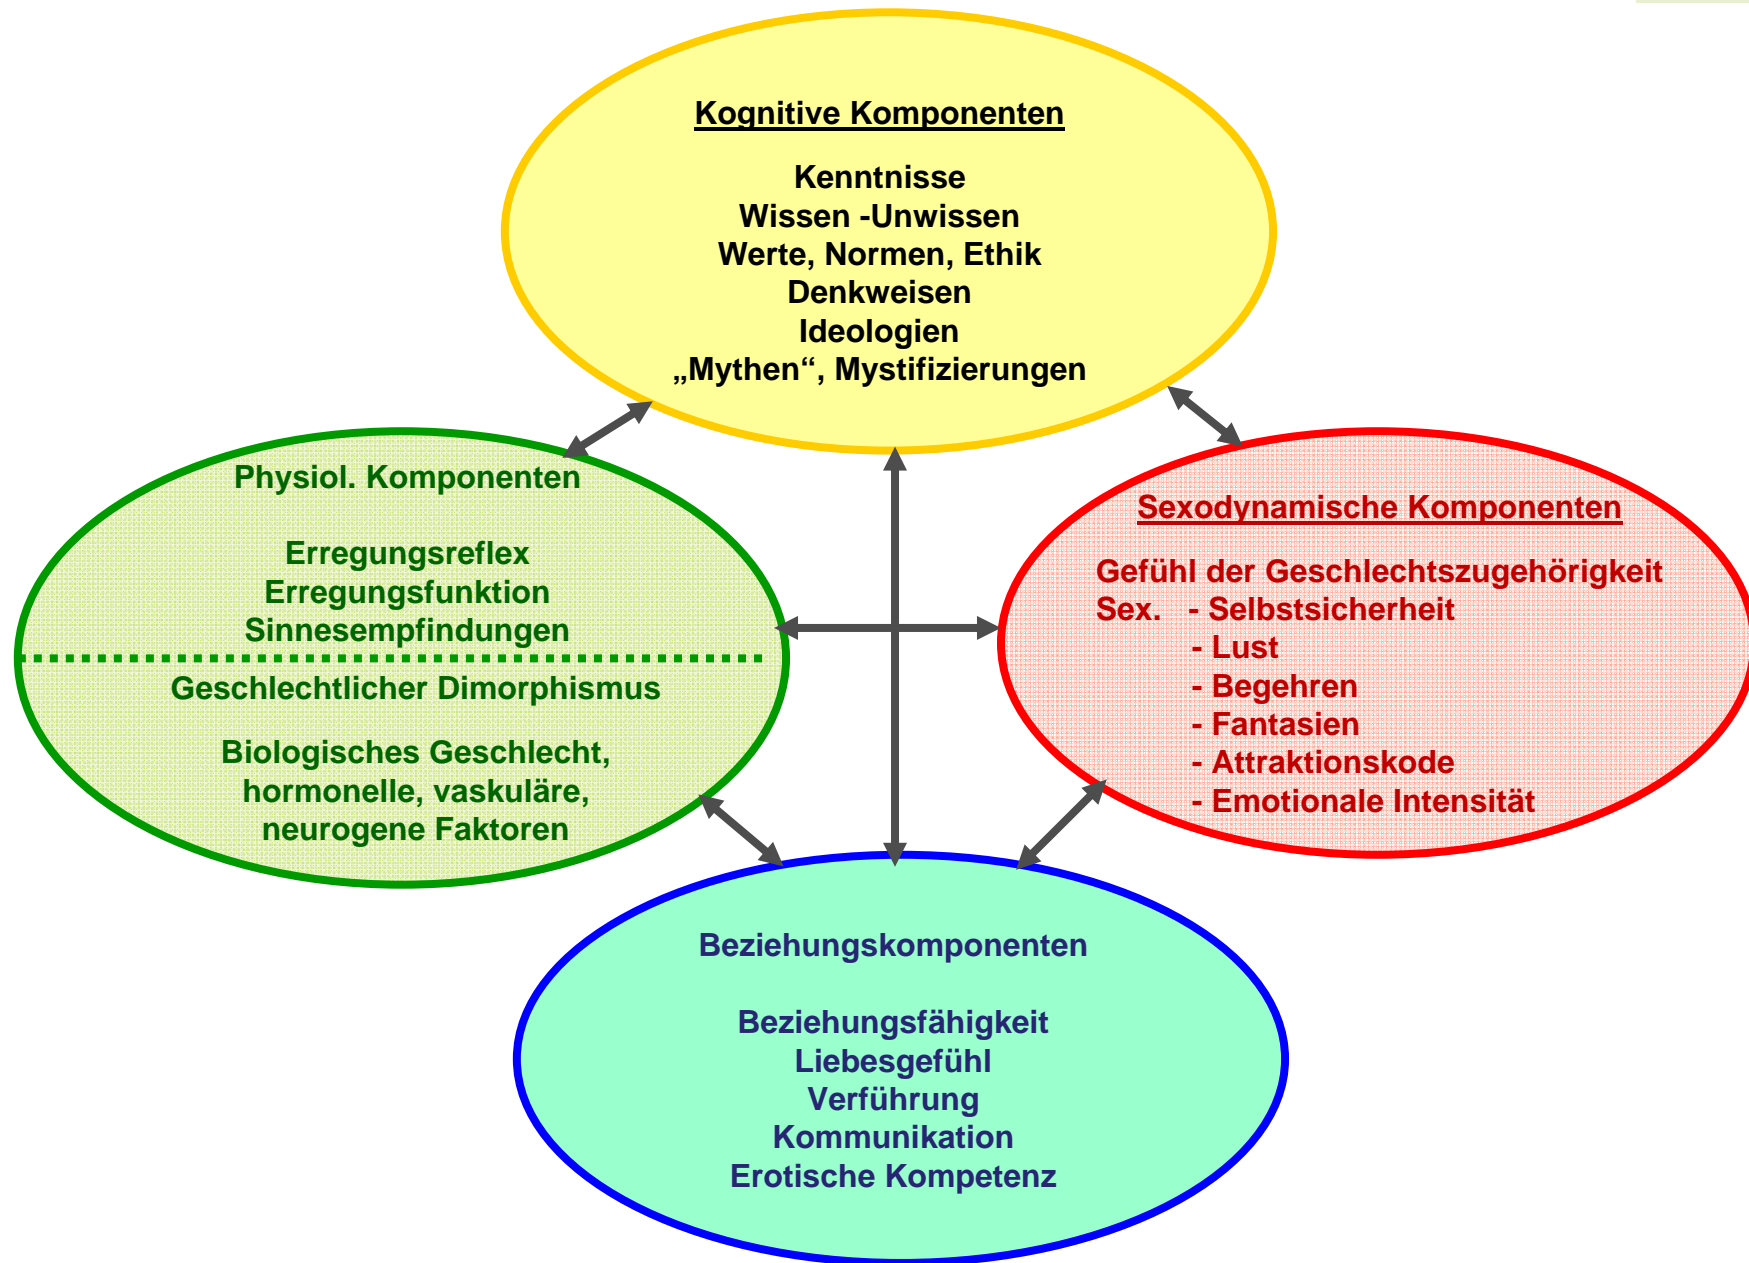 Kognitive Komponenten
Kenntnisse
Wissen -Unwissen
Werte, Normen, Ethik
Denkweisen
Ideologien
„Mythen“, Mystifizierungen
Physiol. Komponenten
Erregungsreflex
Erregungsfunktion
Sinnesempfindungen
Geschlechtlicher Dimorphismus
Biologisches Geschlecht,
hormonelle, vaskuläre,
neurogene Faktoren
Sexodynamische Komponenten
Gefühl der Geschlechtszugehörigkeit
Sex. - Selbstsicherheit
- Lust
- Begehren
- Fantasien
- Attraktionskode
- Emotionale Intensität
Beziehungskomponenten
Beziehungsfähigkeit
Liebesgefühl
Verführung
Kommunikation
Erotische Kompetenz